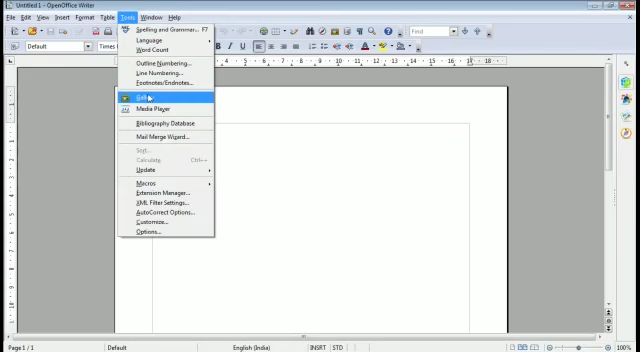 Untitled 1 - OpenOffice Writer
File Edit View Insert Format Table Tools Window Help
Spelling and Grammar... F7
Language
Word Count
Outline Numbering...
Line Numbering...
Footnotes/Endnotes...
Media Player
Bibliography Database
Mail Merge Wizard...
Sort...
Calculate Ctrl++
Update
Macros
Extension Manager...
XML Filter Settings...
AutoCorrect Options...
Customize...
Options...
Find
Default
Times
B I U
Page 1 / 1 Default English (India) INSRT STD 100%